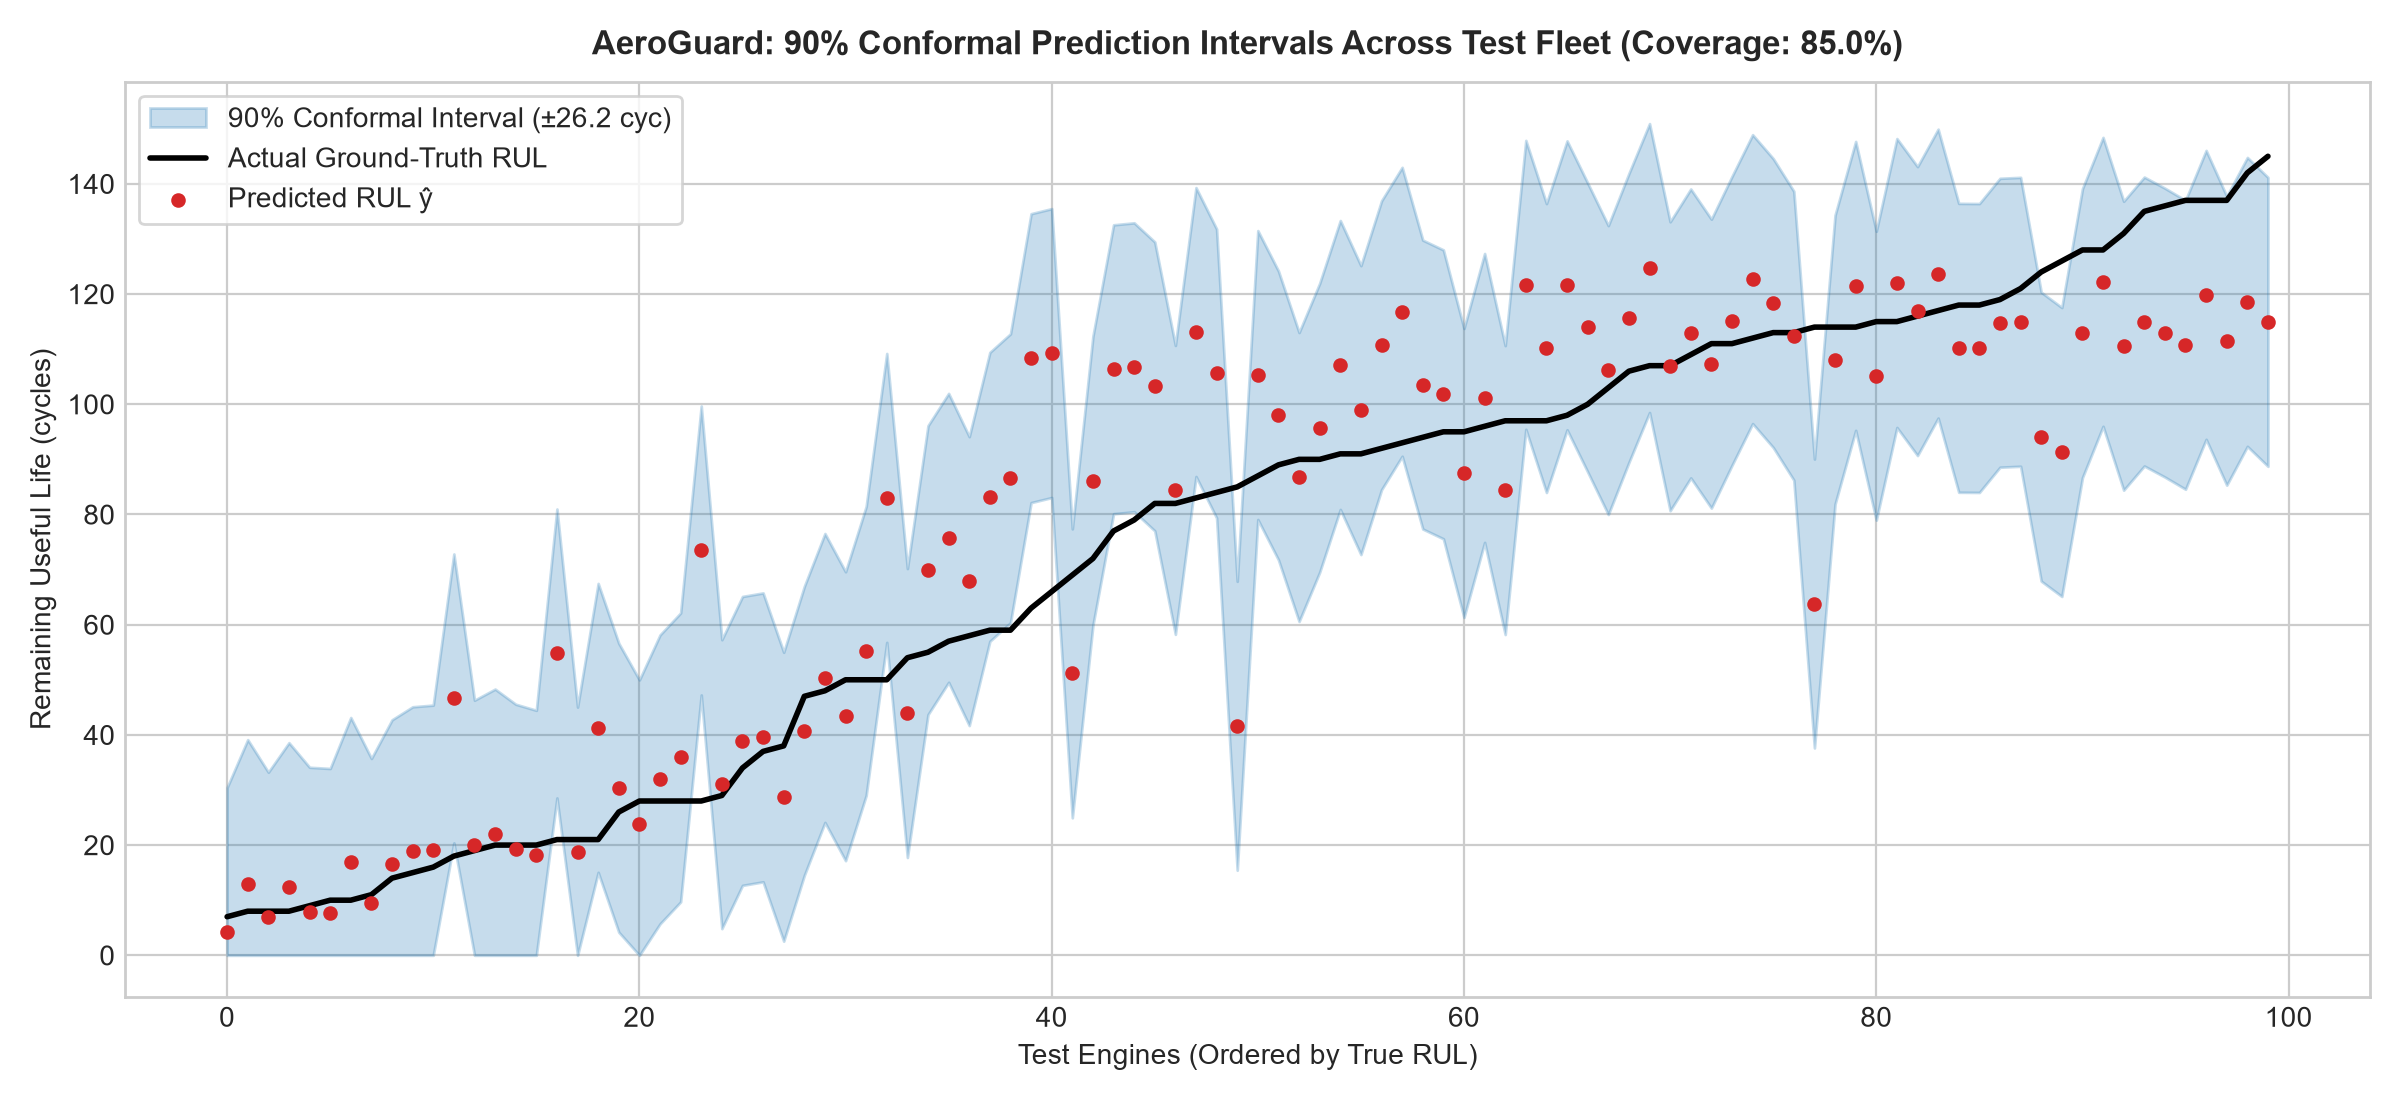 AeroGuard: 90% Conformal Prediction Intervals Across Test Fleet (Coverage: 85.0%)
90% Conformal Interval (±26.2 cyc)
Actual Ground-Truth RUL
Predicted RUL ŷ
Remaining Useful Life (cycles)
140
120
100
80
60
40
20
0
0 20 40 60 80 100
Test Engines (Ordered by True RUL)